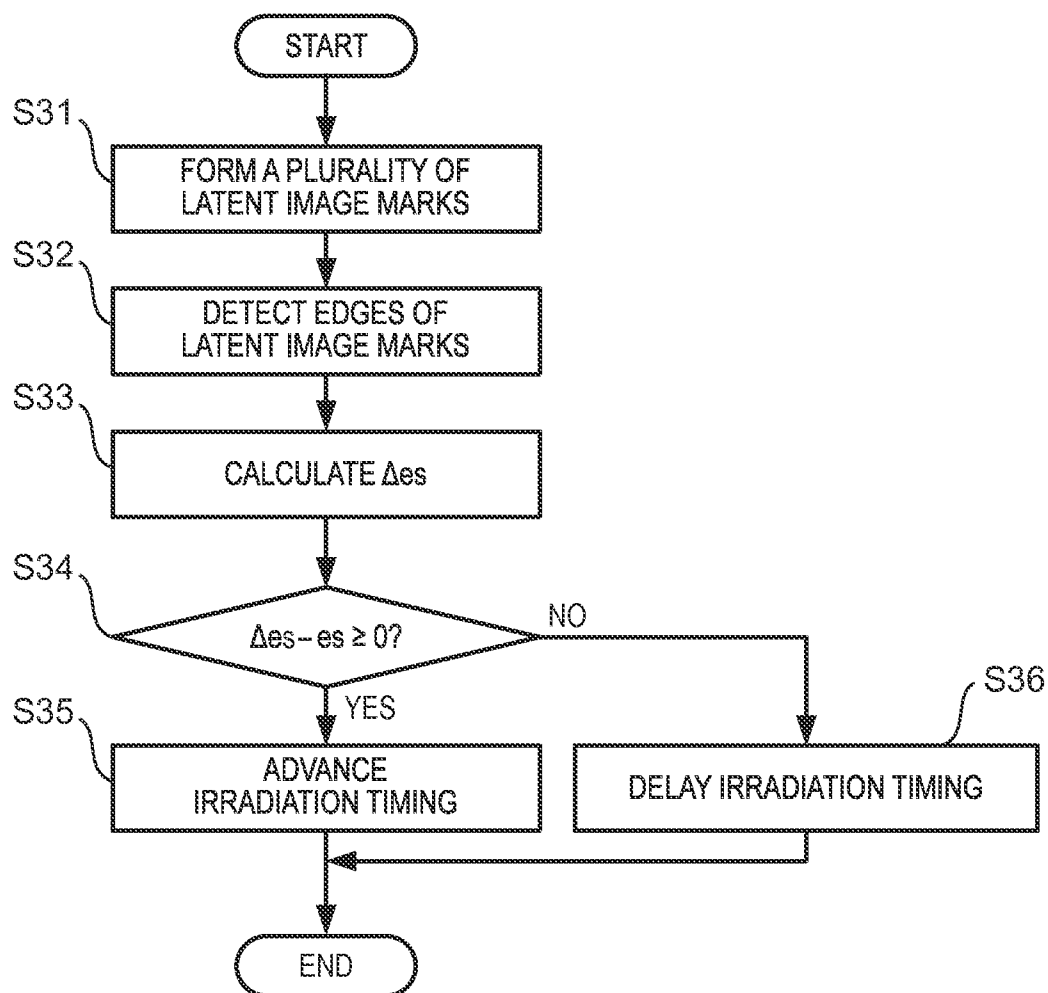 START
S31
FORM A PLURALITY OF
LATENT IMAGE MARKS
S32
DETECT EDGES OF
LATENT IMAGE MARKS
S33
CALCULATE Δes
S34
Δes–es ≥ 0?
NO
YES
S35
ADVANCE
IRRADIATION TIMING
S36
DELAY IRRADIATION TIMING
END